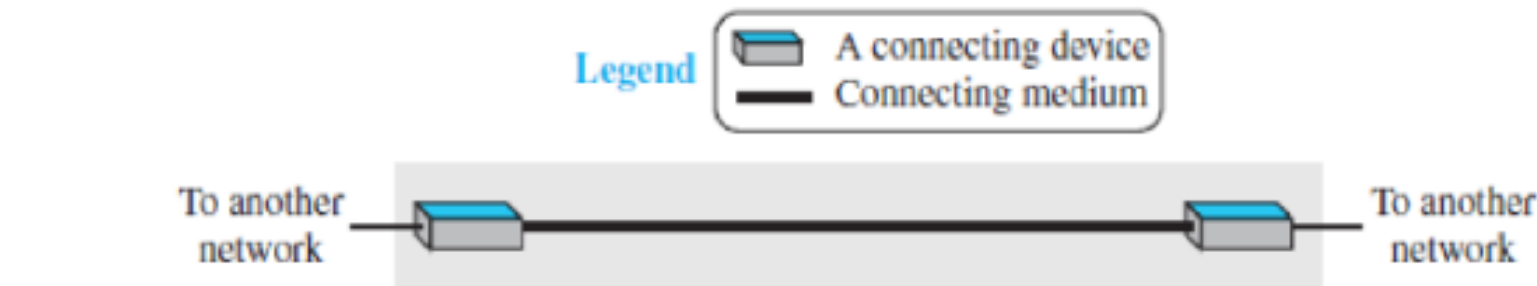 Legend
A connecting device
Connecting medium
To another
network
To another
network